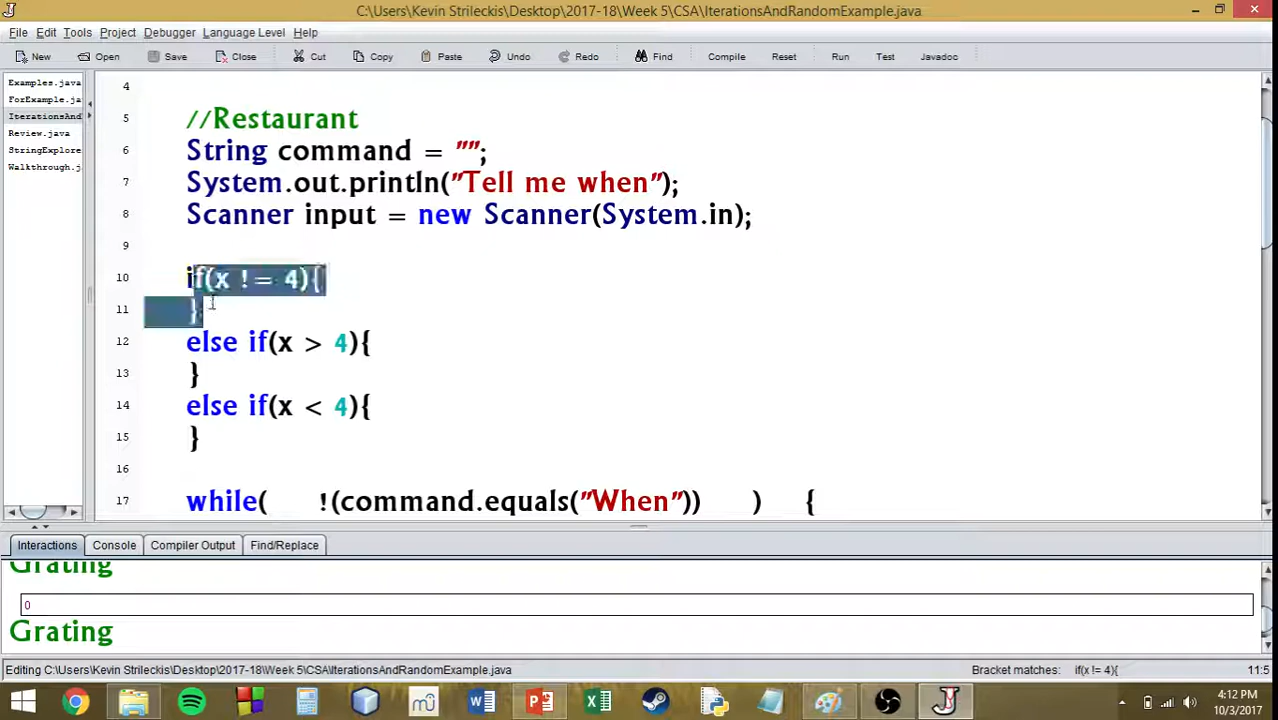 C:\Users\Kevin Strileckis\Desktop\2017-18\Week 5\CSA\IterationsAndRandomExample.java
File Edit Tools Project Debugger Language Level Help
New Open Save Close Cut Copy Paste Undo Redo Find Compile Reset Run Test Javadoc
Examples.java
ForExample.ja
IterationsAnd
Review.java
StringExplore
Walkthrough.j
4
5 //Restaurant
6 String command = "";
7 System.out.println("Tell me when");
8 Scanner input = new Scanner(System.in);
9
10 if(x != 4){
11 }
12 else if(x > 4){
13 }
14 else if(x < 4){
15 }
16
17 while( !(command.equals("When")) ) {
Interactions Console Compiler Output Find/Replace
Grating
0
Grating
Editing C:\Users\Kevin Strileckis\Desktop\2017-18\Week 5\CSA\IterationsAndRandomExample.java Bracket matches: if(x != 4){ 11:5
4:12 PM
10/3/2017